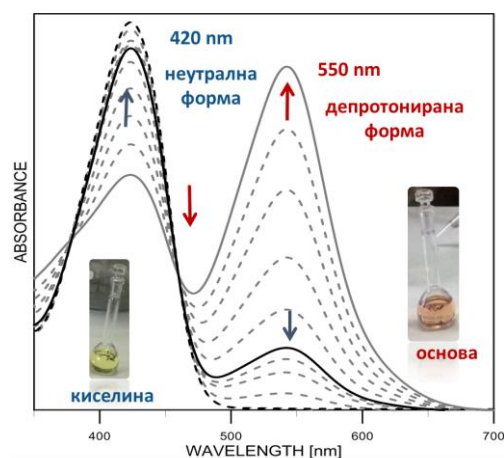 420 nm
неутрална
форма
550 nm
депротонирана
форма
ABSORBANCE
киселина
основа
400
500
600
700
WAVELENGTH [nm]